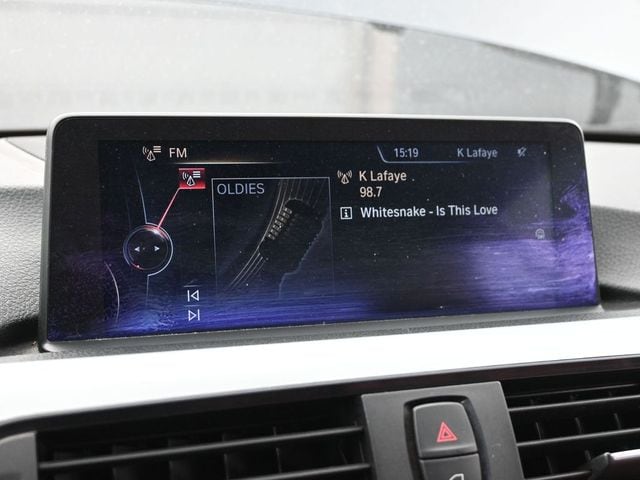 FM
15:19 K Lafaye
OLDIES
K Lafaye
98.7
Whitesnake - Is This Love